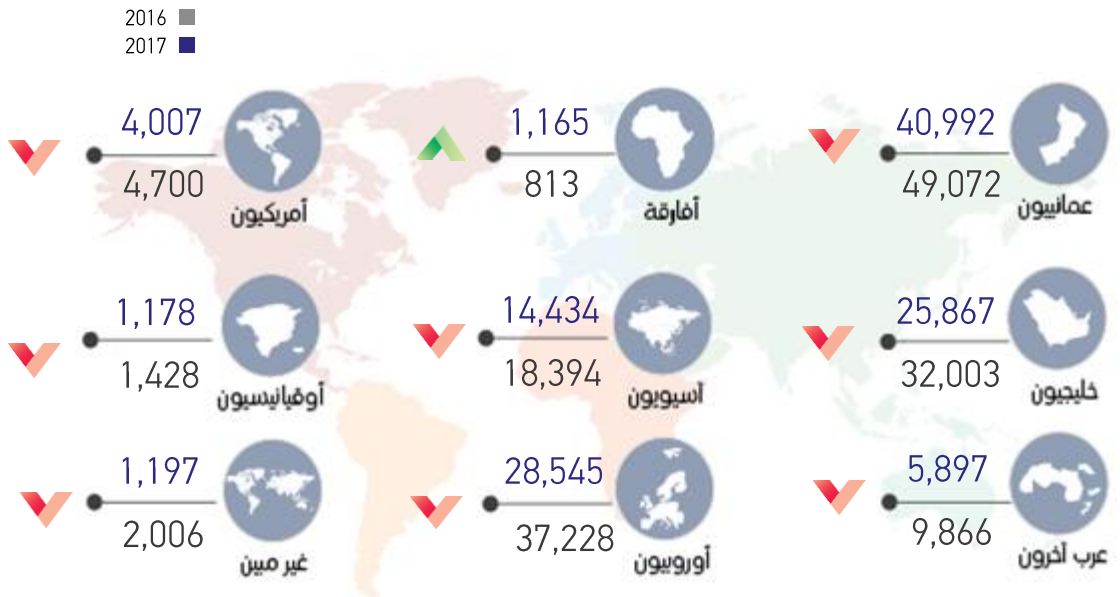 2016
2017
40,992
49,072
عمانييون
1,165
813
أفارقة
4,007
4,700
أمريكيون
25,867
32,003
خليجيون
14,434
18,394
آسيويون
1,178
1,428
أوقيانيسيون
5,897
9,866
عرب آخرون
28,545
37,228
أوروبيون
1,197
2,006
غير مبين